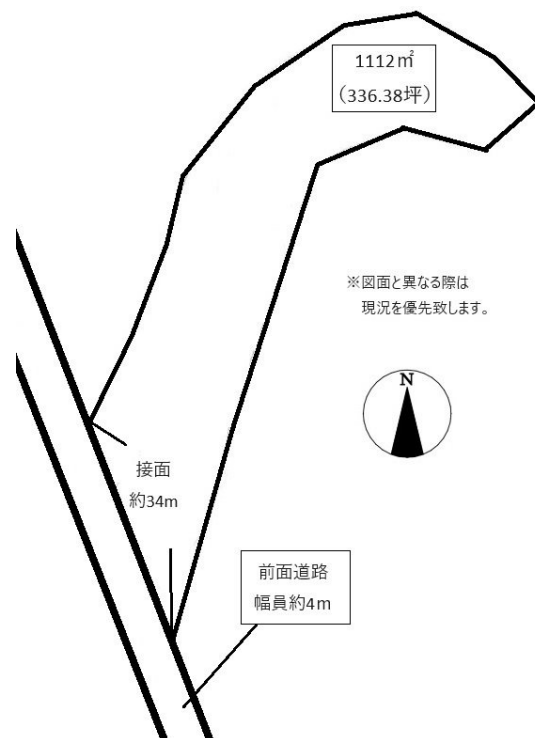 1112㎡
（336.38坪）
※図面と異なる際は
現況を優先致します。
N
接面
約34m
前面道路
幅員約4m